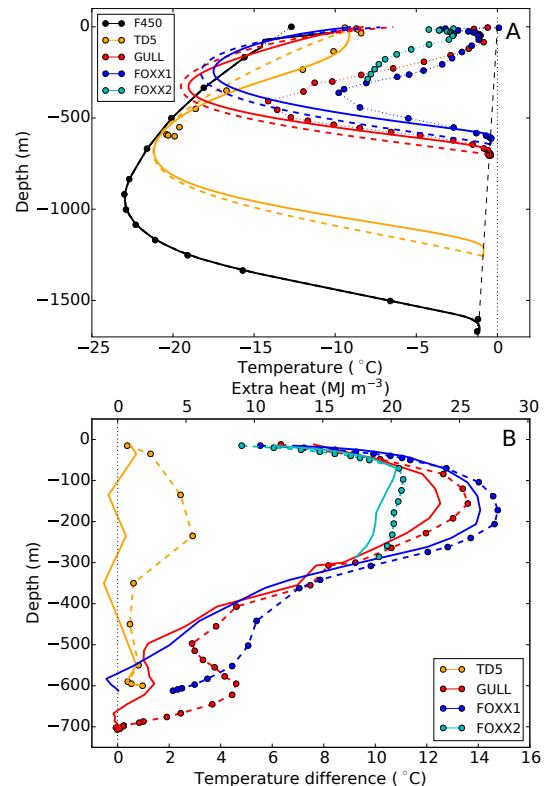 A
F450
TD5
GULL
FOXX1
FOXX2
0
−500
−1000
−1500
Depth (m)
−25 −20 −15 −10 −5 0
Temperature (°C)
Extra heat (MJ m⁻³)
0 5 10 15 20 25 30
B
0
−100
−200
−300
−400
−500
−600
−700
Depth (m)
TD5
GULL
FOXX1
FOXX2
0 2 4 6 8 10 12 14 16
Temperature difference (°C)